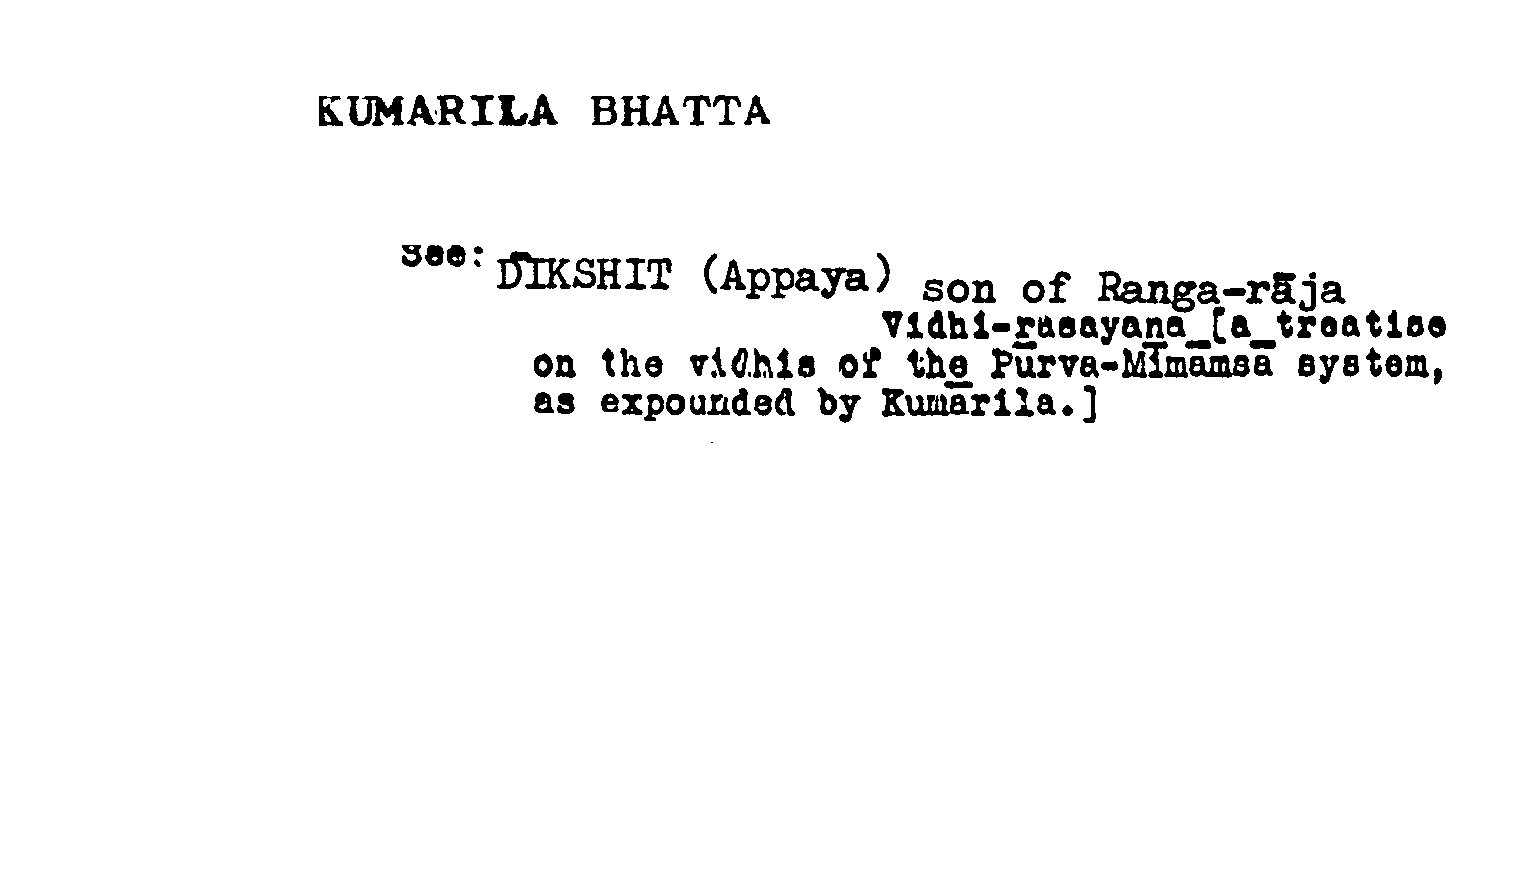 KUMARILA BHATTA
See: DĪKSHIT (Appaya) son of Ranga-rāja
Vidhi-rasayana [a treatise
on the vidhis of the Pūrva-Mīmāmsā system,
as expounded by Kumārila.]